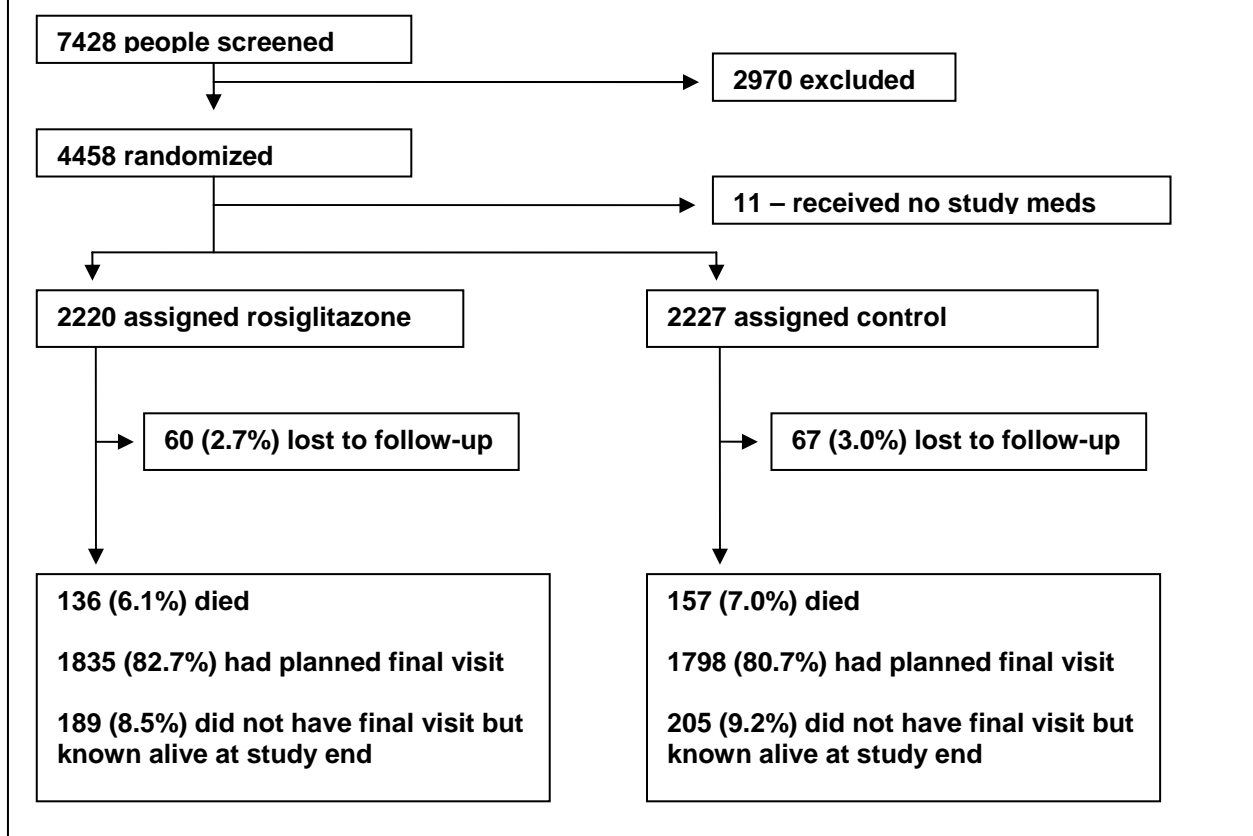 7428 people screened
2970 excluded
4458 randomized
11 – received no study meds
2220 assigned rosiglitazone
2227 assigned control
60 (2.7%) lost to follow-up
67 (3.0%) lost to follow-up
136 (6.1%) died
1835 (82.7%) had planned final visit
189 (8.5%) did not have final visit but
known alive at study end
157 (7.0%) died
1798 (80.7%) had planned final visit
205 (9.2%) did not have final visit but
known alive at study end